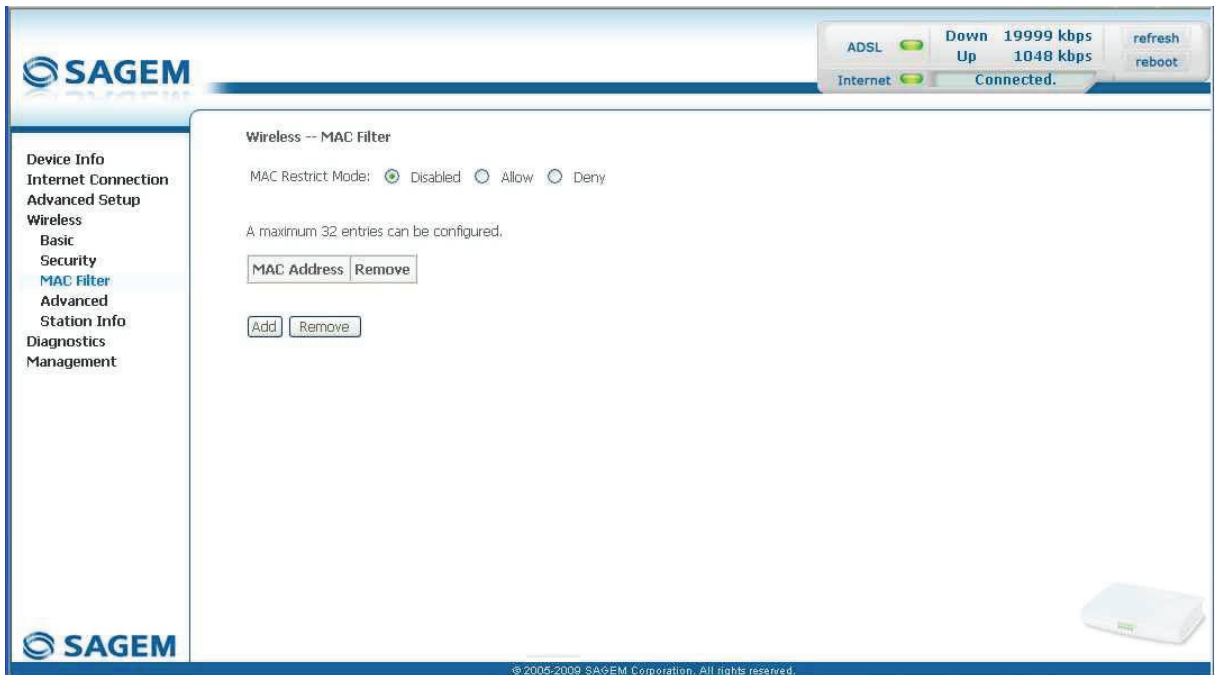 SAGEM
ADSL Down 19999 kbps
Up 1048 kbps
refresh
reboot
Internet Connected.
Device Info
Internet Connection
Advanced Setup
Wireless
Basic
Security
MAC Filter
Advanced
Station Info
Diagnostics
Management
Wireless -- MAC Filter
MAC Restrict Mode: Disabled Allow Deny
A maximum 32 entries can be configured.
MAC Address Remove
Add Remove
SAGEM
© 2005-2009 SAGEM Corporation. All rights reserved.